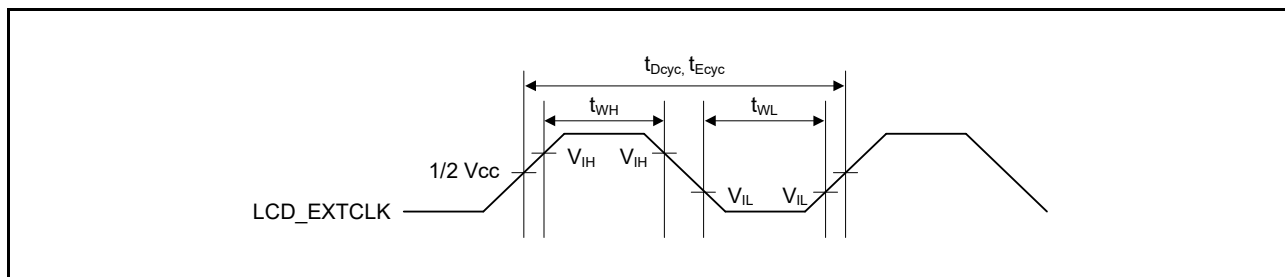 tDcyc, tEcyc
tWH
tWL
1/2 Vcc
VIH
VIH
VIL
VIL
LCD_EXTCLK